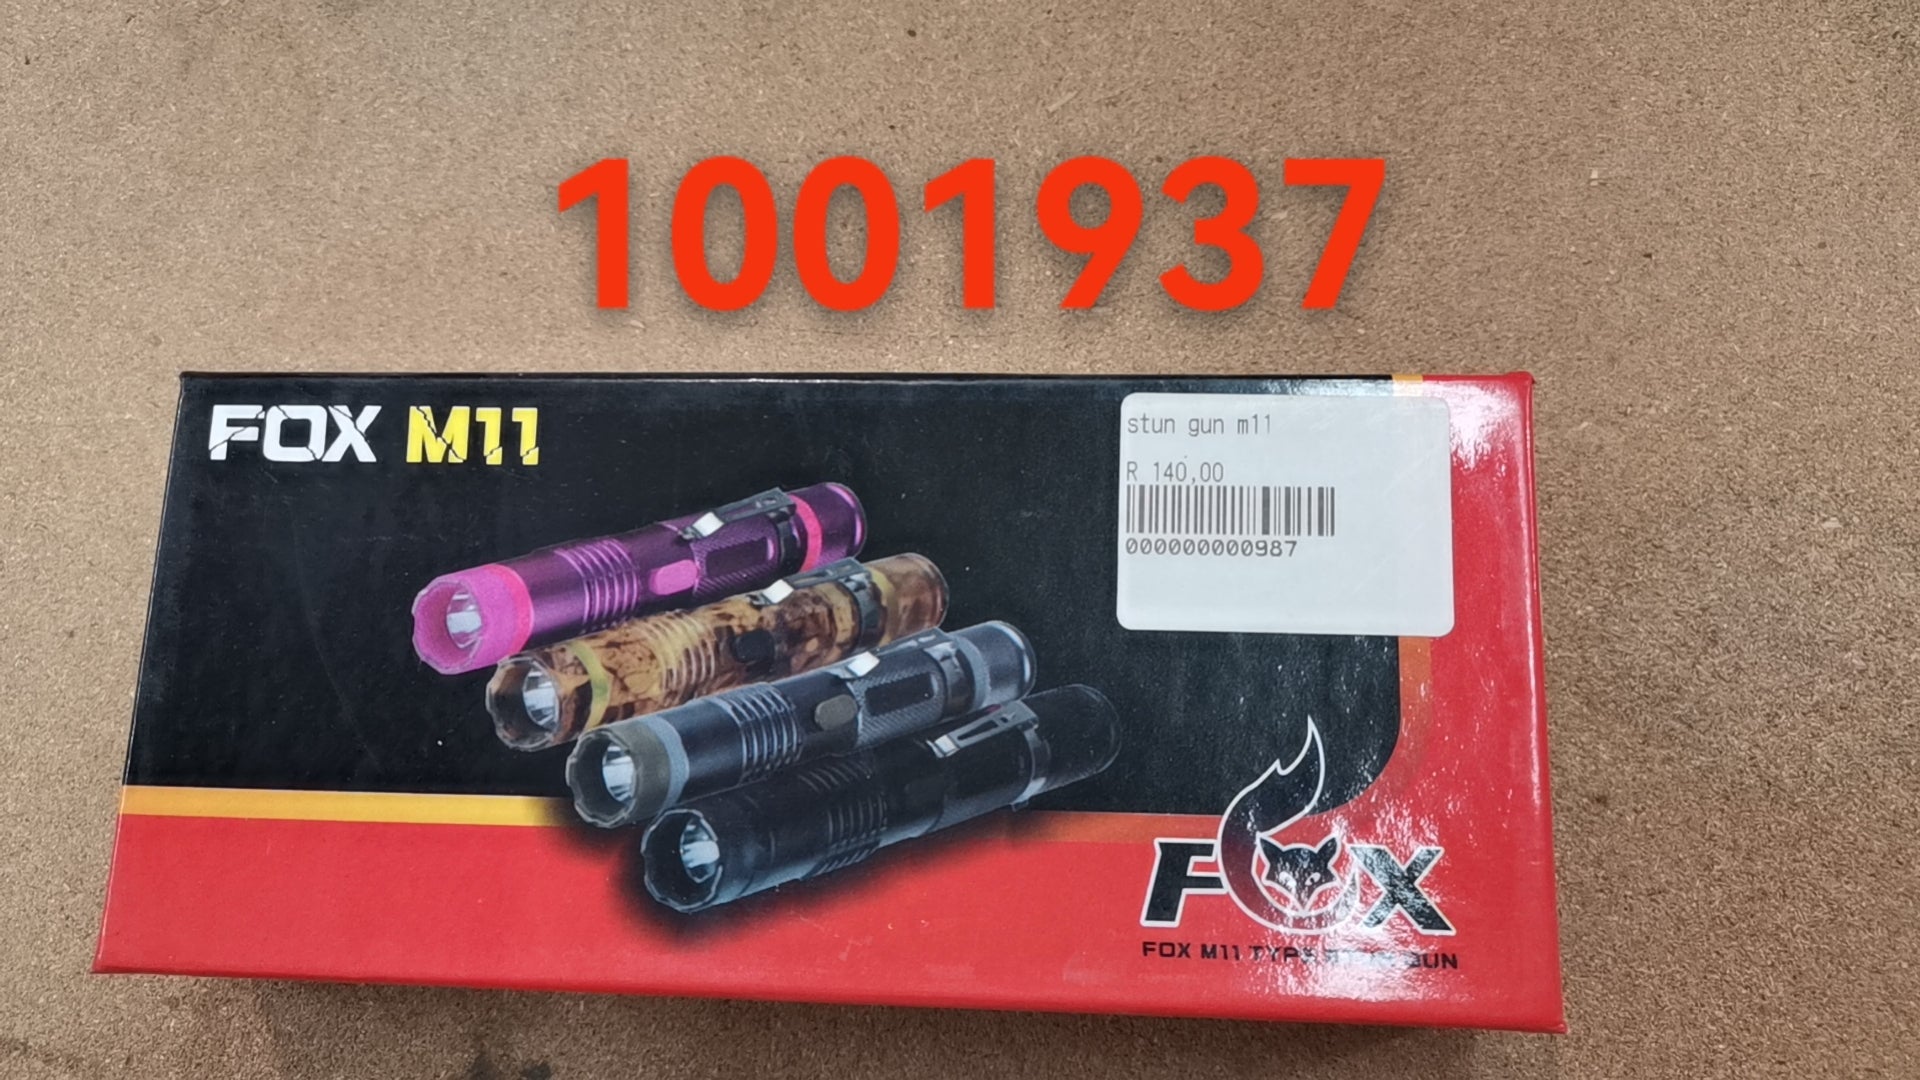 1001937
FOX M11
stun gun m11
R 140,00
000000000987
FOX
FOX M11 TYPE STUN GUN